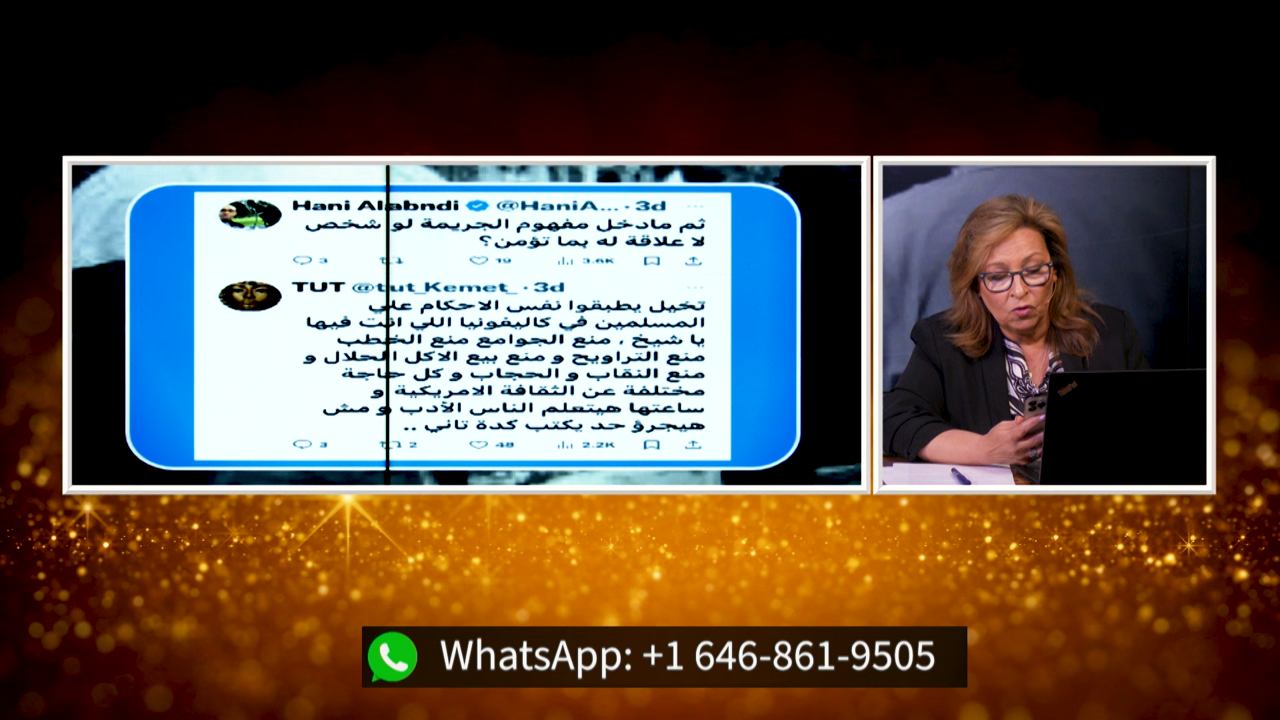 Hani Alabndi @HaniA... · 3d
ثم مادخل مفهوم الجريمة لو شخص
لا علاقة له بما تؤمن؟
3 19 3.6K
TUT @tut_Kemet_ · 3d
تخيل يطبقوا نفس الاحكام علي
المسلمين في كاليفونيا اللي انت فيها
يا شيخ ، منع الجوامع منع الخطب
منع التراويح و منع بيع الاكل الحلال و
منع النقاب و الحجاب و كل حاجة
مختلفة عن الثقافة الامريكية و
ساعتها هيتعلم الناس الأدب و مش
هيجرؤ حد يكتب كدة تاني ..
3 2 48 2.2K
ThinkPad
WhatsApp: +1 646-861-9505